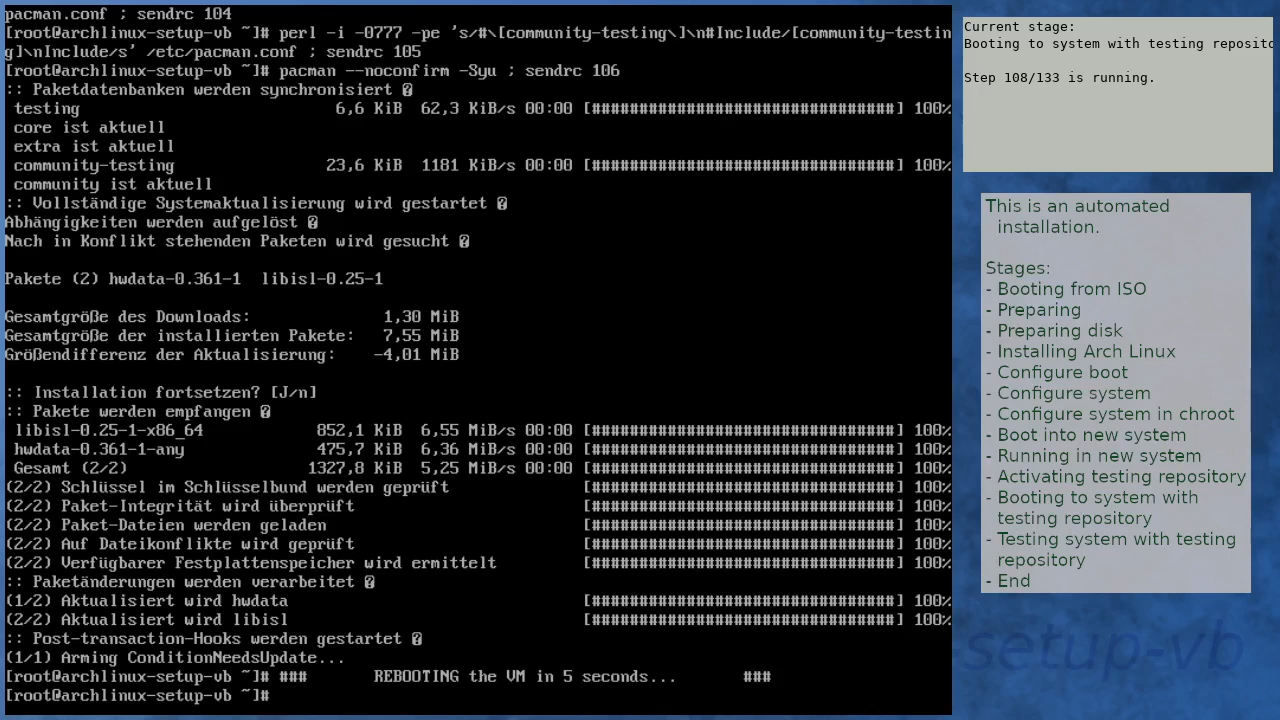 pacman.conf ; sendrc 104
[root@archlinux-setup-vb ~]# perl -i -0777 -pe 's/#\[community-testing\]\n#Include/[community-testin
g]\nInclude/s' /etc/pacman.conf ; sendrc 105
[root@archlinux-setup-vb ~]# pacman --noconfirm -Syu ; sendrc 106
:: Paketdatenbanken werden synchronisiert �
testing 6,6 KiB 62,3 KiB/s 00:00 [################################] 100%
core ist aktuell
extra ist aktuell
community-testing 23,6 KiB 1181 KiB/s 00:00 [################################] 100%
community ist aktuell
:: Vollständige Systemaktualisierung wird gestartet �
Abhängigkeiten werden aufgelöst �
Nach in Konflikt stehenden Paketen wird gesucht �
Pakete (2) hwdata-0.361-1 libisl-0.25-1
Gesamtgröße des Downloads: 1,30 MiB
Gesamtgröße der installierten Pakete: 7,55 MiB
Größendifferenz der Aktualisierung: -4,01 MiB
:: Installation fortsetzen? [J/n]
:: Pakete werden empfangen �
libisl-0.25-1-x86_64 852,1 KiB 6,55 MiB/s 00:00 [################################] 100%
hwdata-0.361-1-any 475,7 KiB 6,36 MiB/s 00:00 [################################] 100%
Gesamt (2/2) 1327,8 KiB 5,25 MiB/s 00:00 [################################] 100%
(2/2) Schlüssel im Schlüsselbund werden geprüft [################################] 100%
(2/2) Paket-Integrität wird überprüft [################################] 100%
(2/2) Paket-Dateien werden geladen [################################] 100%
(2/2) Auf Dateikonflikte wird geprüft [################################] 100%
(2/2) Verfügbarer Festplattenspeicher wird ermittelt [################################] 100%
:: Paketänderungen werden verarbeitet �
(1/2) Aktualisiert wird hwdata [################################] 100%
(2/2) Aktualisiert wird libisl [################################] 100%
:: Post-transaction-Hooks werden gestartet �
(1/1) Arming ConditionNeedsUpdate...
[root@archlinux-setup-vb ~]# ### REBOOTING the VM in 5 seconds... ###
[root@archlinux-setup-vb ~]#
Current stage:
Booting to system with testing reposito
Step 108/133 is running.
This is an automated
installation.
Stages:
- Booting from ISO
- Preparing
- Preparing disk
- Installing Arch Linux
- Configure boot
- Configure system
- Configure system in chroot
- Boot into new system
- Running in new system
- Activating testing repository
- Booting to system with
testing repository
- Testing system with testing
repository
- End
-setup-vb